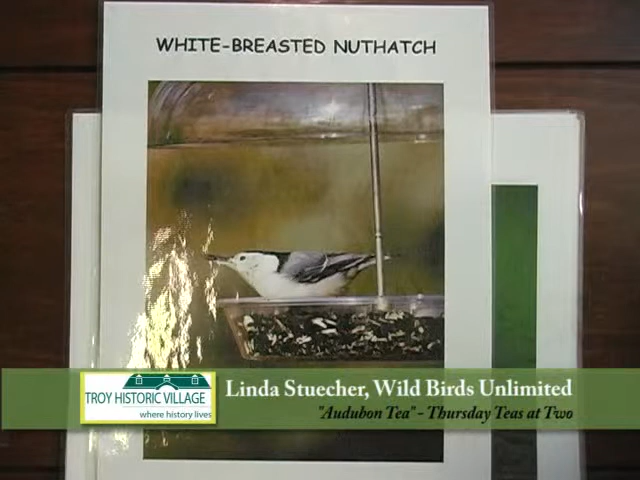 WHITE-BREASTED NUTHATCH
TROY HISTORIC VILLAGE
where history lives
Linda Stuecher, Wild Birds Unlimited
"Audubon Tea" - Thursday Teas at Two